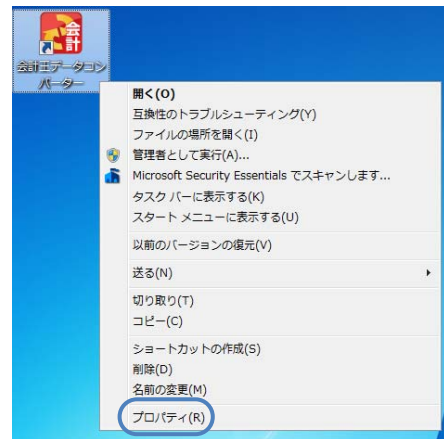 会計
会計王データコン
バーター
開く(O)
互換性のトラブルシューティング(Y)
ファイルの場所を開く(I)
管理者として実行(A)...
Microsoft Security Essentials でスキャンします...
タスク バーに表示する(K)
スタート メニューに表示する(U)
以前のバージョンの復元(V)
送る(N)
切り取り(T)
コピー(C)
ショートカットの作成(S)
削除(D)
名前の変更(M)
プロパティ(R)